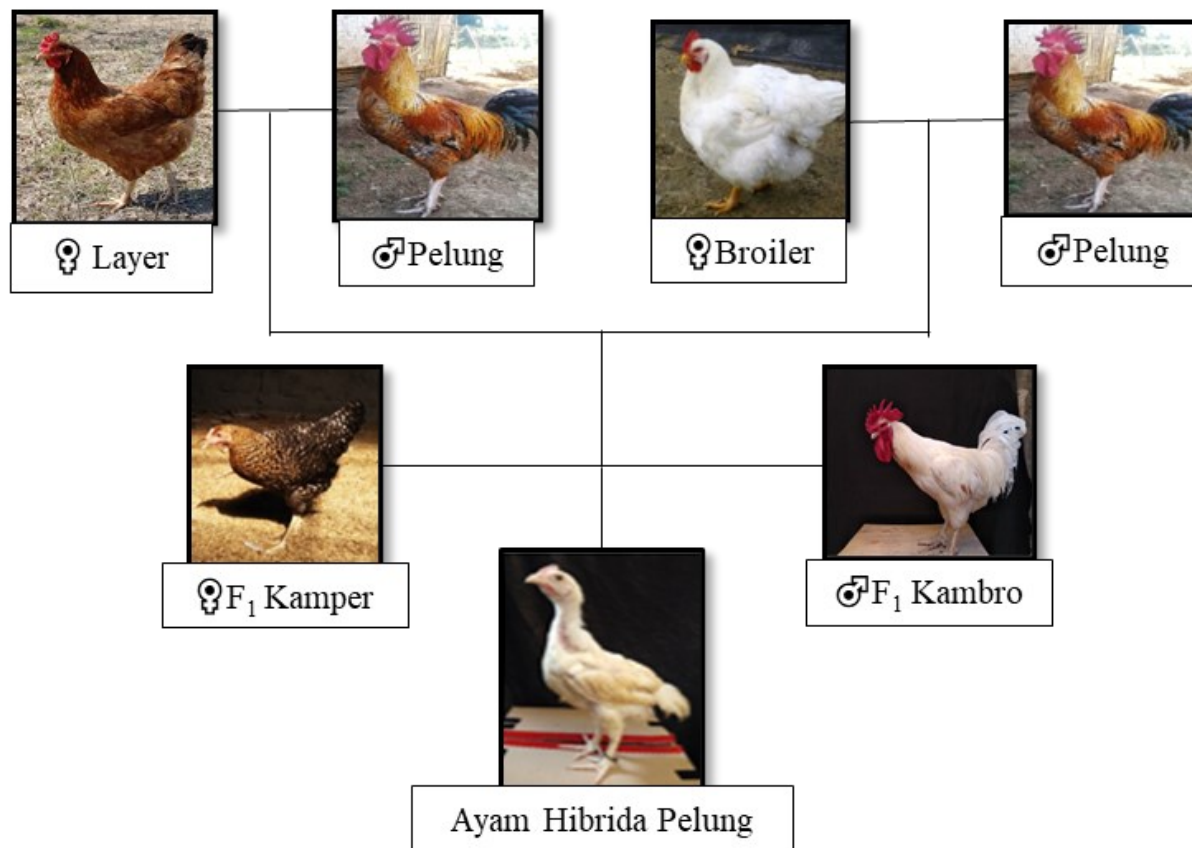 ♀ Layer
♂Pelung
♀Broiler
♂Pelung
♀F₁ Kamper
♂F₁ Kambro
Ayam Hibrida Pelung